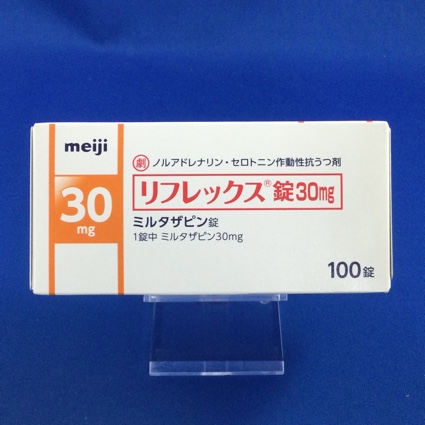 meiji
30
mg
劇 ノルアドレナリン・セロトニン作動性抗うつ剤
リフレックス®錠30mg
ミルタザピン錠
1錠中 ミルタザピン30mg
100錠